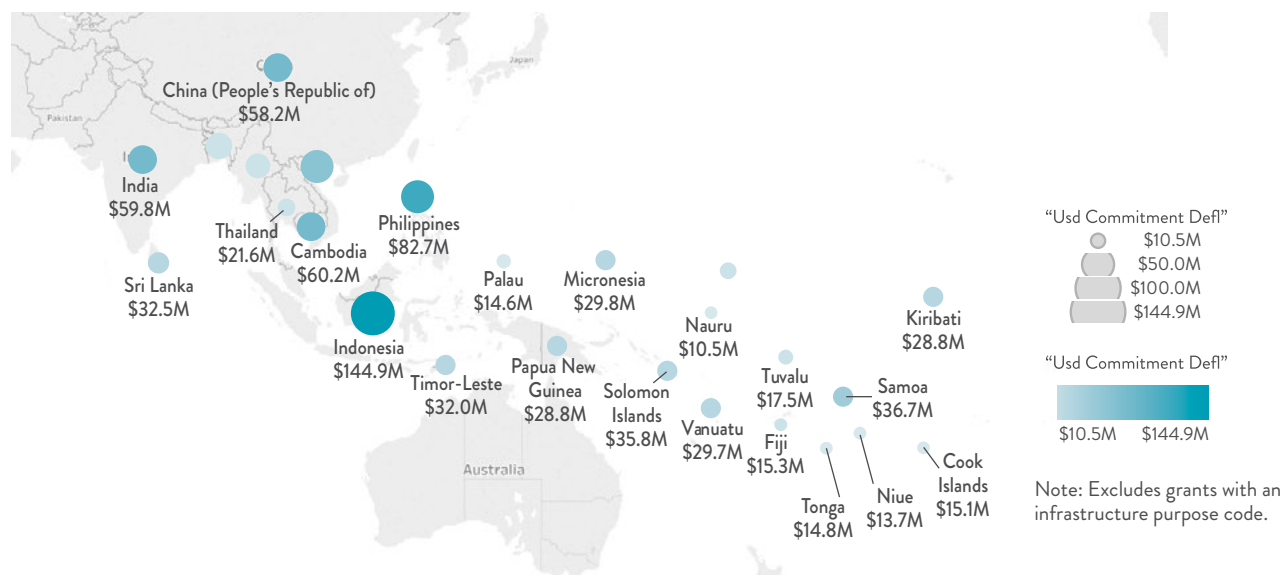 Japan
China (People's Republic of)
$58.2M
Pakistan
India
$59.8M
Thailand
$21.6M
Cambodia
$60.2M
Philippines
$82.7M
Sri Lanka
$32.5M
Palau
$14.6M
Micronesia
$29.8M
Indonesia
$144.9M
Timor-Leste
$32.0M
Papua New
Guinea
$28.8M
Solomon
Islands
$35.8M
Nauru
$10.5M
Vanuatu
$29.7M
Tuvalu
$17.5M
Fiji
$15.3M
Kiribati
$28.8M
Samoa
$36.7M
Tonga
$14.8M
Niue
$13.7M
Cook
Islands
$15.1M
Australia
"Usd Commitment Defl"
$10.5M
$50.0M
$100.0M
$144.9M
"Usd Commitment Defl"
$10.5M $144.9M
Note: Excludes grants with an
infrastructure purpose code.